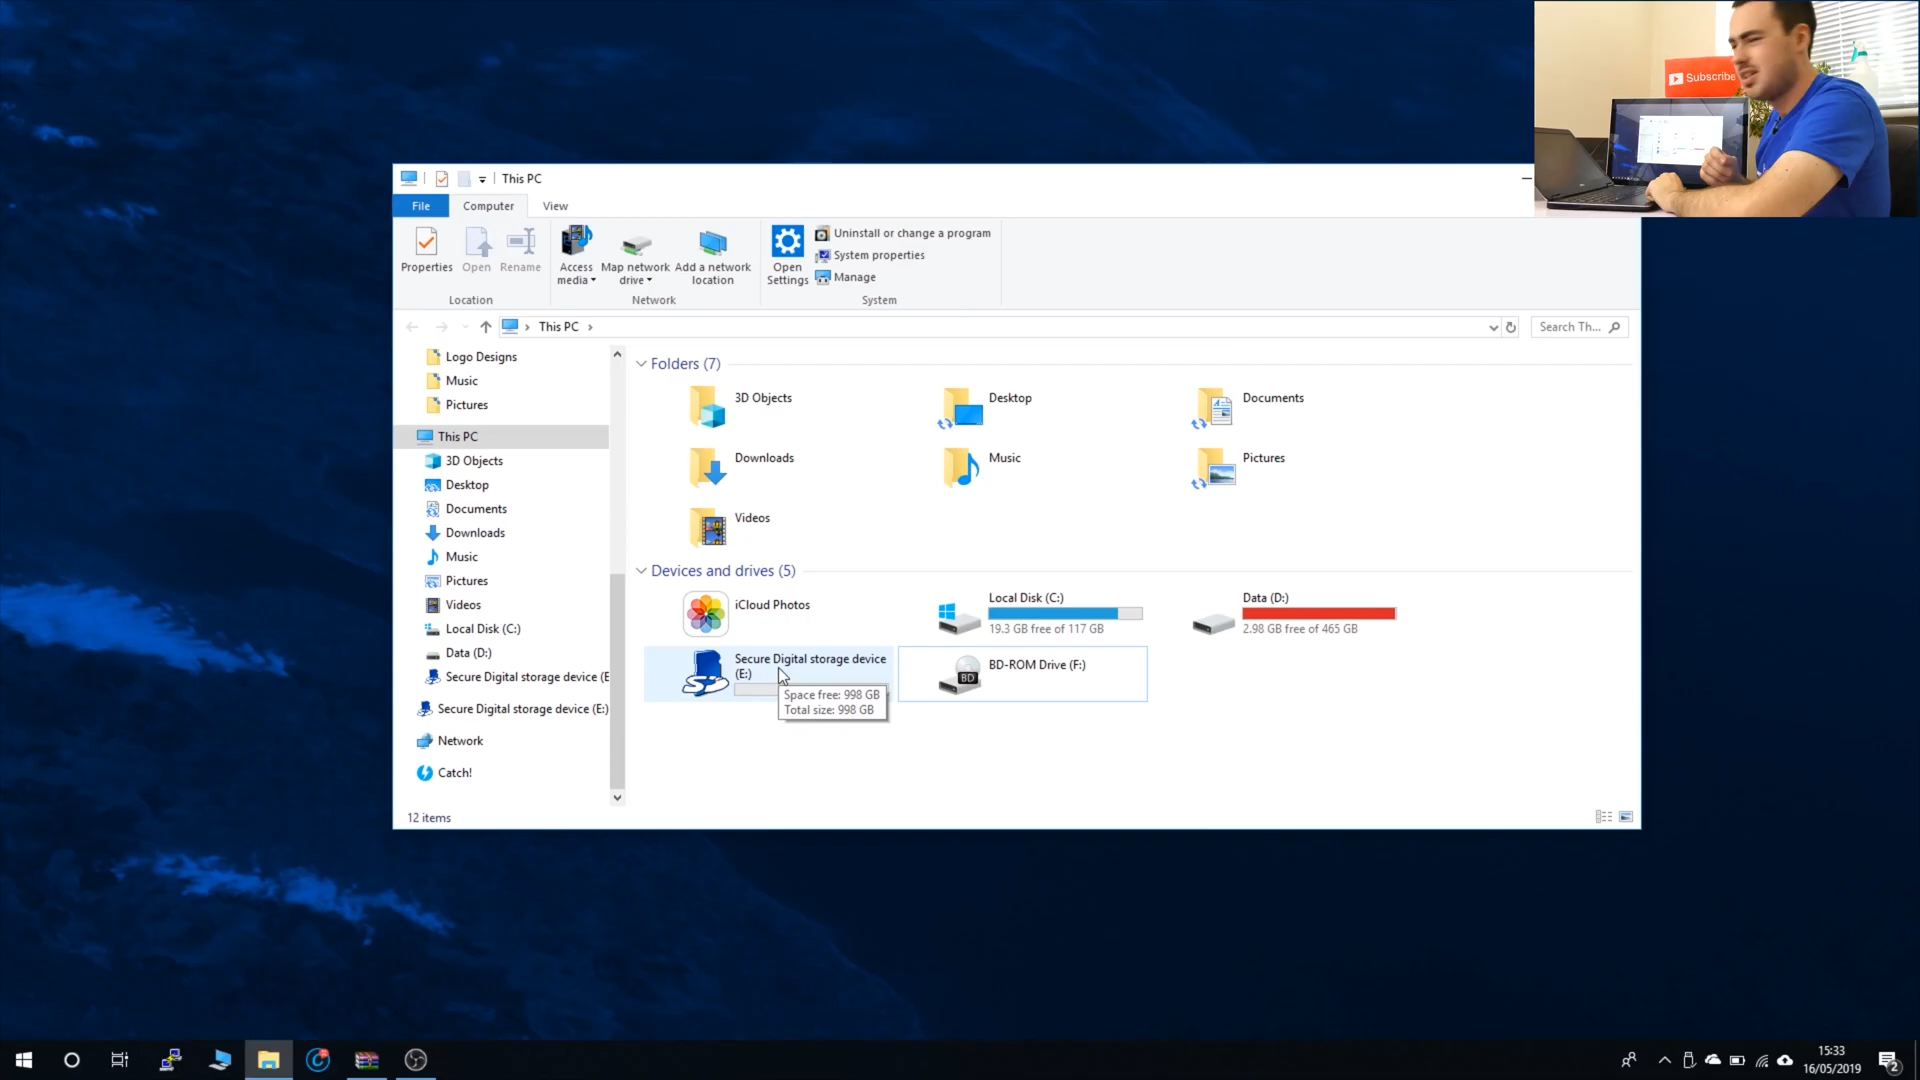 Subscribe
This PC
File
Computer
View
Properties
Open
Rename
Access media
Map network drive
Add a network location
Open Settings
Uninstall or change a program
System properties
Manage
Location
Network
System
This PC
Search Th...
Logo Designs
Music
Pictures
This PC
3D Objects
Desktop
Documents
Downloads
Music
Pictures
Videos
Local Disk (C:)
Data (D:)
Secure Digital storage device (E
Secure Digital storage device (E:)
Network
Catch!
Folders (7)
3D Objects
Desktop
Documents
Downloads
Music
Pictures
Videos
Devices and drives (5)
iCloud Photos
Local Disk (C:)
19.3 GB free of 117 GB
Data (D:)
2.98 GB free of 465 GB
Secure Digital storage device
(E:)
Space free: 998 GB
Total size: 998 GB
BD
BD-ROM Drive (F:)
12 items
15:33
16/05/2019
2